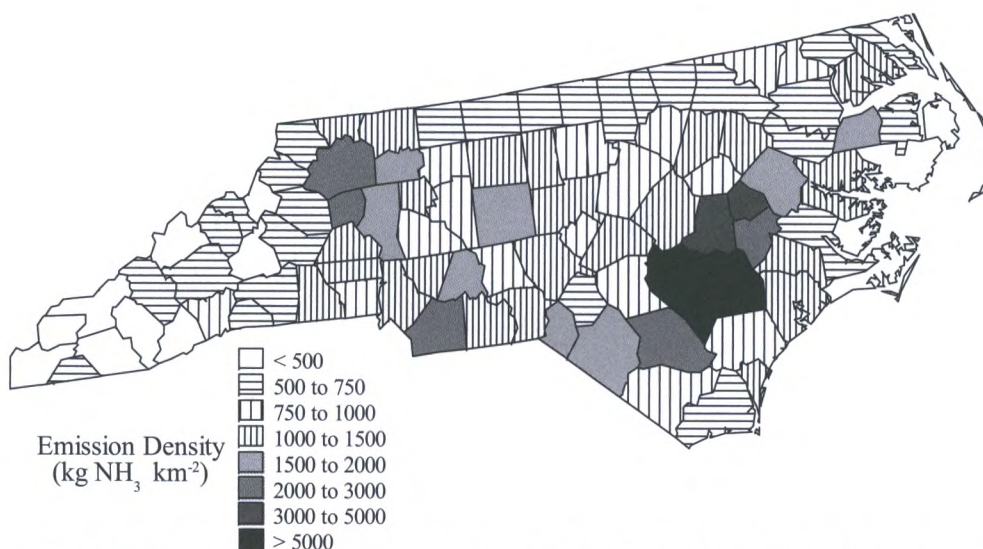 < 500
500 to 750
750 to 1000
1000 to 1500
1500 to 2000
2000 to 3000
3000 to 5000
> 5000
Emission Density
(kg NH₃ km⁻²)